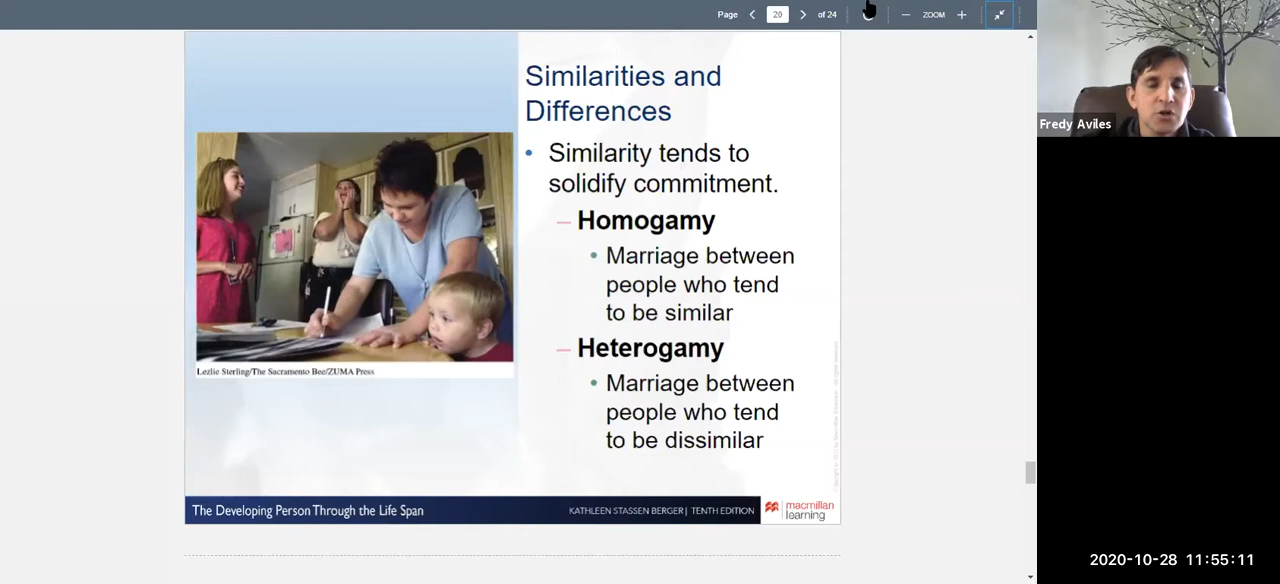 Page 20 of 24 ZOOM
Similarities and
Differences
• Similarity tends to
solidify commitment.
– Homogamy
• Marriage between
people who tend
to be similar
– Heterogamy
• Marriage between
people who tend
to be dissimilar
Lezlie Sterling/The Sacramento Bee/ZUMA Press
The Developing Person Through the Life Span
KATHLEEN STASSEN BERGER | TENTH EDITION
macmillan
learning
Fredy Aviles
2020-10-28 11:55:11